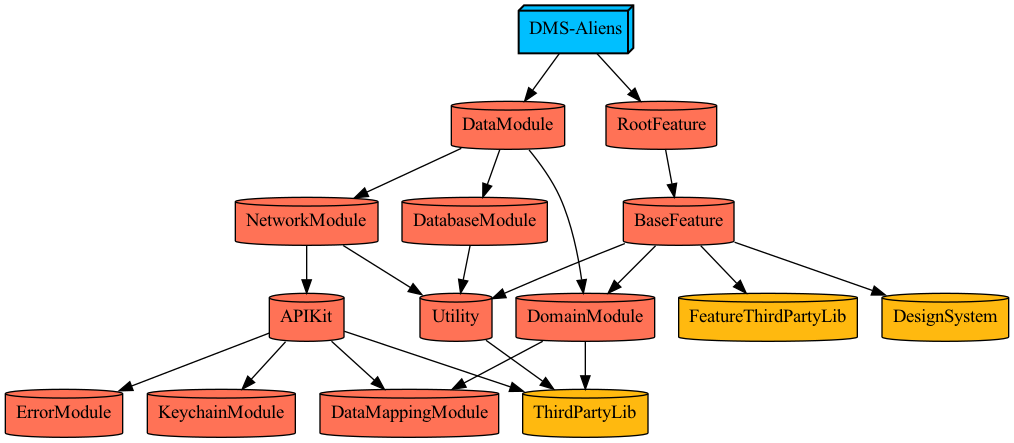 DMS-Aliens
DataModule
RootFeature
NetworkModule
DatabaseModule
BaseFeature
APIKit
Utility
DomainModule
FeatureThirdPartyLib
DesignSystem
ErrorModule
KeychainModule
DataMappingModule
ThirdPartyLib